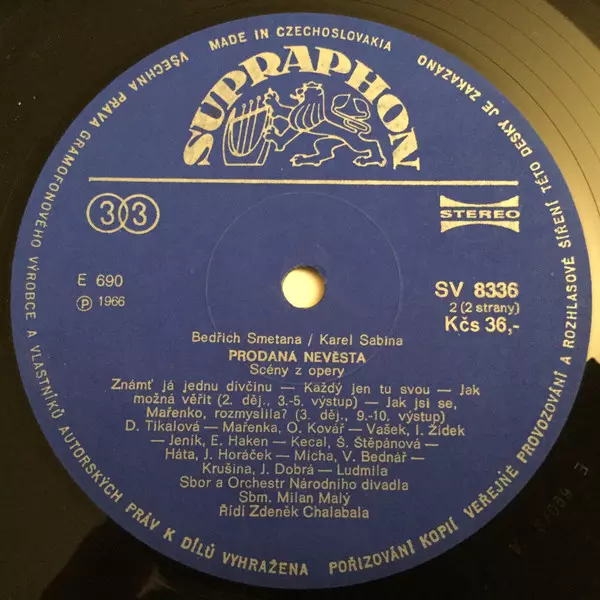 MADE IN CZECHOSLOVAKIA
VŠECHNA PRÁVA GRAMOFONOVÉHO VÝROBCE A VLASTNÍKŮ AUTORSKÝCH PRÁV K DÍLŮ VYHRAŽENA
POŘIZOVÁNÍ KOPIÍ VEŘEJNÉ PROVOZOVÁNÍ A ROZHLASOVÉ ŠÍŘENÍ TÉTO DESKY JE ZAKÁZÁNO
SUPRAPHON
33
STEREO
E 690
℗ 1966
SV 8336
2 (2 strany)
Kčs 36,-
Bedřich Smetana / Karel Sabina
PRODANÁ NEVĚSTA
Scény z opery
Známť já jednu dívčinu — Každý jen tu svou — Jak
možná věřit (2. děj., 3.-5, výstup) — Jak jsi se,
Mařenko, rozmyslila? (3. děj., 9.-10, výstup)
D. Tikalová — Mařenka, O. Kovář — Vašek, I. Žídek
— Jeník, E. Haken — Kecal, Š. Štěpánová —
Háta, J. Horáček — Mícha, V. Bednář —
Krušina, J. Dobrá — Ludmila
Sbor a Orchestr Národního divadla
Sbm. Milan Malý
Řídí Zdeněk Chalabala